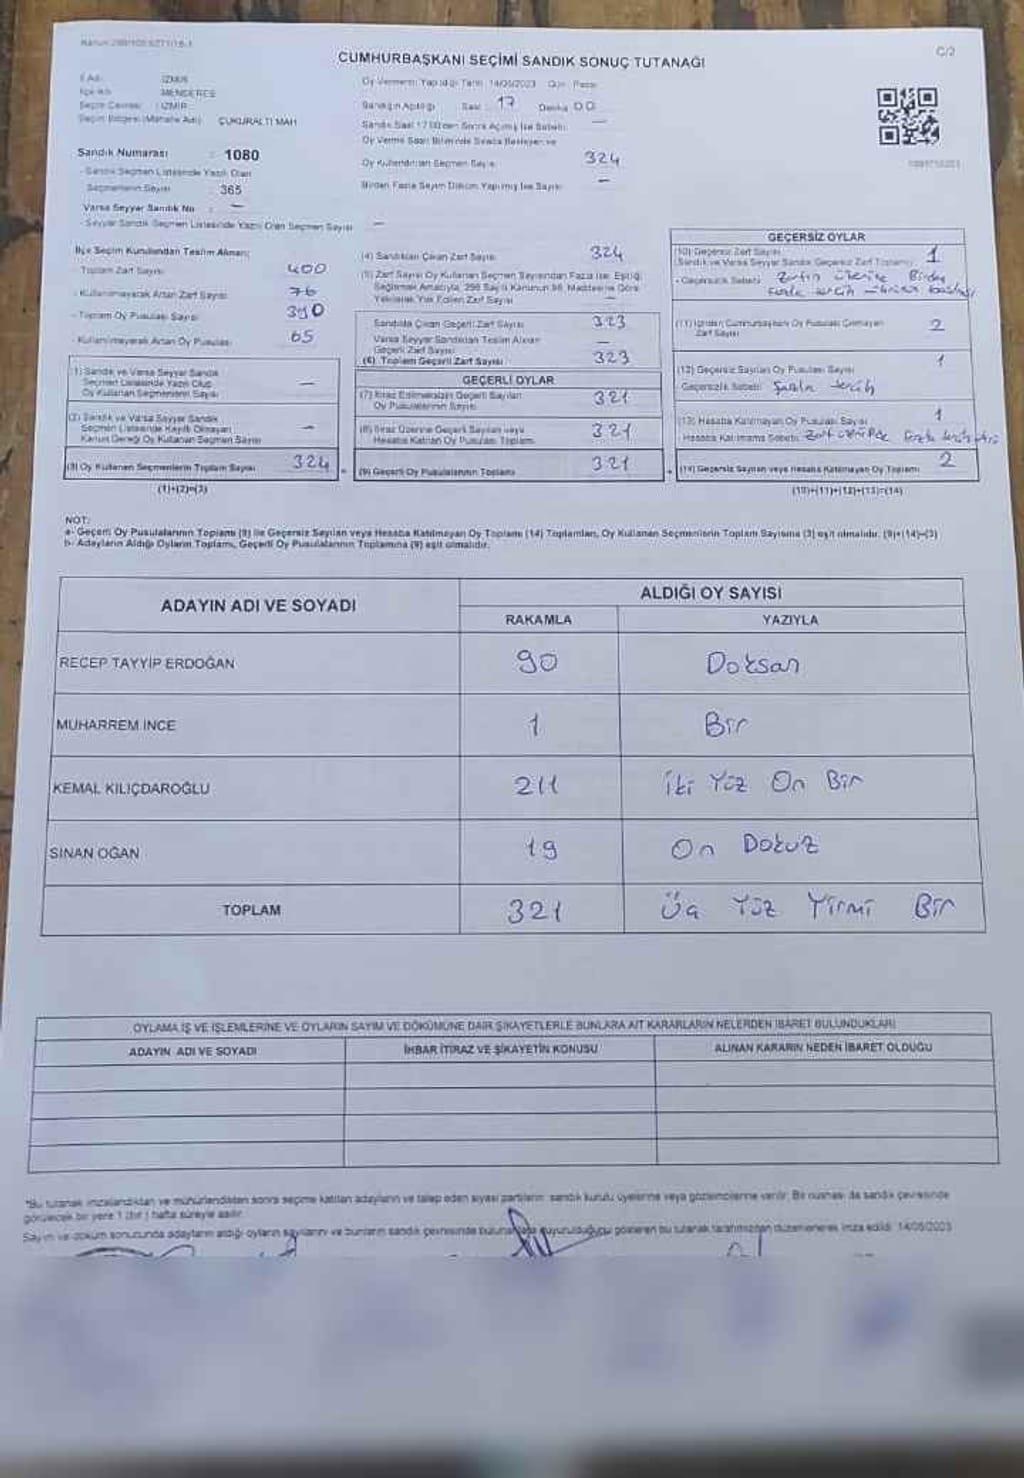 Kanun 298/105 6271/16-1
C/2
CUMHURBAŞKANI SEÇİMİ SANDIK SONUÇ TUTANAĞI
İl Adı : İZMİR
İlçe Adı : MENDERES
Seçim Çevresi : İZMİR
Seçim Bölgesi (Mahalle Adı) : ÇUKURALTI MAH
Sandık Numarası : 1080
- Sandık Seçmen Listesinde Yazılı Olan
Seçmenlerin Sayısı : 365
Varsa Seyyar Sandık No : —
- Seyyar Sandık Seçmen Listesinde Yazılı Olan Seçmen Sayısı —
Oy Vermenin Yapıldığı Tarih 14/05/2023 Gün Pazar
Sandığın Açıldığı Saat : 17 Dakika 00
Sandık Saat 17.00'den Sonra Açılmış İse Sebebi —
Oy Verme Saati Bitiminde Sırada Bekleyen ve
Oy Kullandırılan Seçmen Sayısı 324
Birden Fazla Sayım Döküm Yapılmış İse Sayısı —
İlçe Seçim Kurulundan Teslim Alınan;
- Toplam Zarf Sayısı 400
- Kullanılmayarak Artan Zarf Sayısı 76
- Toplam Oy Pusulası Sayısı 390
- Kullanılmayarak Artan Oy Pusulası 65
(1) Sandık ve Varsa Seyyar Sandık
Seçmen Listesinde Yazılı Olup
Oy Kullanan Seçmenlerin Sayısı —
(2) Sandık ve Varsa Seyyar Sandık
Seçmen Listesinde Kayıtlı Olmayan
Kanun Gereği Oy Kullanan Seçmen Sayısı —
(3) Oy Kullanan Seçmenlerin Toplam Sayısı 324
(1)+(2)=(3)
(4) Sandıktan Çıkan Zarf Sayısı 324
(5) Zarf Sayısı Oy Kullanan Seçmen Sayısından Fazla İse, Eşitliği
Sağlamak Amacıyla, 298 Sayılı Kanunun 98. Maddesine Göre
Yakılarak Yok Edilen Zarf Sayısı —
Sandıkta Çıkan Geçerli Zarf Sayısı 323
Varsa Seyyar Sandıktan Teslim Alınan
Geçerli Zarf Sayısı —
(6) Toplam Geçerli Zarf Sayısı 323
GEÇERLİ OYLAR
(7) İtiraz Edilmeksizin Geçerli Sayılan
Oy Pusulalarının Sayısı 321
(8) İtiraz Üzerine Geçerli Sayılan veya
Hesaba Katılan Oy Pusulası Toplamı 321
(9) Geçerli Oy Pusulalarının Toplamı 321
GEÇERSİZ OYLAR
(10) Geçersiz Zarf Sayısı
(Sandık ve Varsa Seyyar Sandık Geçersiz Zarf Toplamı) 1
- Geçersizlik Sebebi Zarfın üzerine Birden
Fazla tercih
(11) İçinden Cumhurbaşkanı Oy Pusulası Çıkmayan
Zarf Sayısı 2
(12) Geçersiz Sayılan Oy Pusulası Sayısı 1
Geçersizlik Sebebi tercih
(13) Hesaba Katılmayan Oy Pusulası Sayısı 1
Hesaba Katılmama Sebebi
(14) Geçersiz Sayılan veya Hesaba Katılmayan Oy Toplamı 2
(10)+(11)+(12)+(13)=(14)
NOT:
a- Geçerli Oy Pusulalarının Toplamı (9) ile Geçersiz Sayılan veya Hesaba Katılmayan Oy Toplamı (14) Toplamları, Oy Kullanan Seçmenlerin Toplam Sayısına (3) eşit olmalıdır. (9)+(14)=(3)
b- Adayların Aldığı Oyların Toplamı, Geçerli Oy Pusulalarının Toplamına (9) eşit olmalıdır.
ADAYIN ADI VE SOYADI
ALDIĞI OY SAYISI
RAKAMLA YAZIYLA
RECEP TAYYİP ERDOĞAN 90 Doksan
MUHARREM İNCE 1 Bir
KEMAL KILIÇDAROĞLU 211 İki Yüz On Bir
SİNAN OĞAN 19 On Dokuz
TOPLAM 321 Üç Yüz Yirmi Bir
OYLAMA İŞ VE İŞLEMLERİNE VE OYLARIN SAYIM VE DÖKÜMÜNE DAİR ŞİKAYETLERLE BUNLARA AİT KARARLARIN NELERDEN İBARET BULUNDUKLARI
ADAYIN ADI VE SOYADI İHBAR İTİRAZ VE ŞİKAYETİN KONUSU ALINAN KARARIN NEDEN İBARET OLDUĞU
*Bu tutanak imzalandıktan ve mühürlendikten sonra seçime katılan adayların ve talep eden siyasi partilerin sandık kurulu üyelerine veya gözlemcilerine verilir. Bir nüshası da sandık çevresinde
görülecek bir yere 1 (bir) hafta süreyle asılır.
Sayım ve döküm sonucunda adayların aldığı oyların sayılarını ve bunların sandık çevresinde bulunanlara duyurulduğunu gösteren bu tutanak tarafımızdan düzenlenerek imza edildi. 14/05/2023